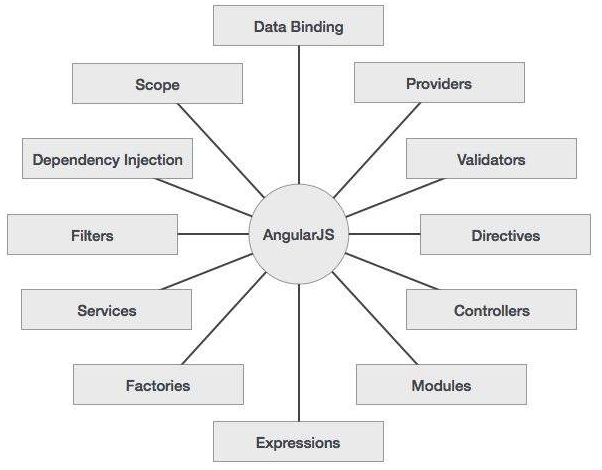 Data Binding
Scope
Providers
Dependency Injection
Validators
Filters
AngularJS
Directives
Services
Controllers
Factories
Modules
Expressions